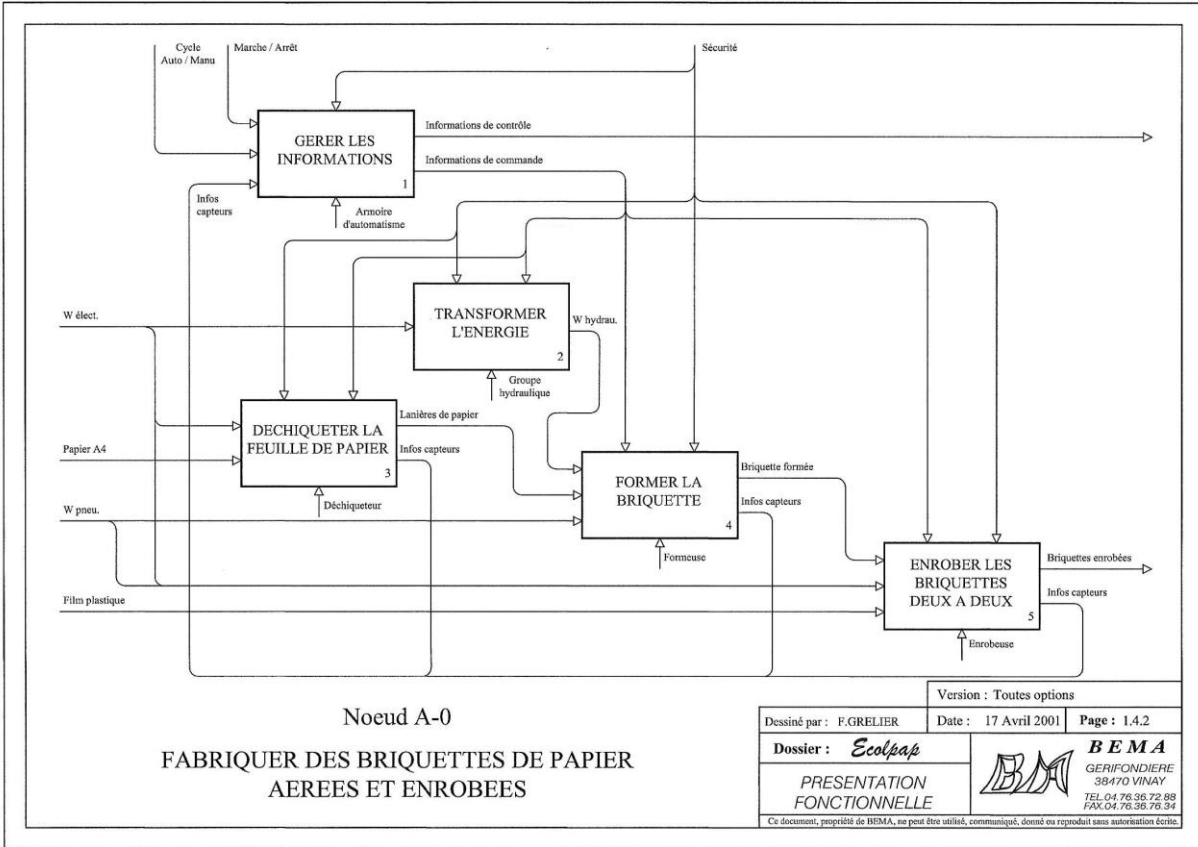 Cycle
Auto / Manu
Marche / Arrêt
Sécurité
GERER LES
INFORMATIONS
1
Informations de contrôle
Informations de commande
Infos
capteurs
Armoire
d'automatisme
W élect.
TRANSFORMER
L'ENERGIE
2
W hydrau.
Groupe
hydraulique
DECHIQUETER LA
FEUILLE DE PAPIER
3
Lanières de papier
Infos capteurs
Papier A4
Déchiqueteur
W pneu.
FORMER LA
BRIQUETTE
4
Briquette formée
Infos capteurs
Formeuse
Film plastique
ENROBER LES
BRIQUETTES
DEUX A DEUX
5
Briquettes enrobées
Infos capteurs
Enrobeuse
Noeud A-0
FABRIQUER DES BRIQUETTES DE PAPIER
AEREES ET ENROBEES
Version : Toutes options
Dessiné par : F.GRELIER
Date : 17 Avril 2001
Page : 1.4.2
Dossier : Ecolpap
PRESENTATION
FONCTIONNELLE
BEMA
GERIFONDIERE
38470 VINAY
TEL.04.76.36.72.88
FAX.04.76.36.76.34
Ce document, propriété de BEMA, ne peut être utilisé, communiqué, donné ou reproduit sans autorisation écrite.